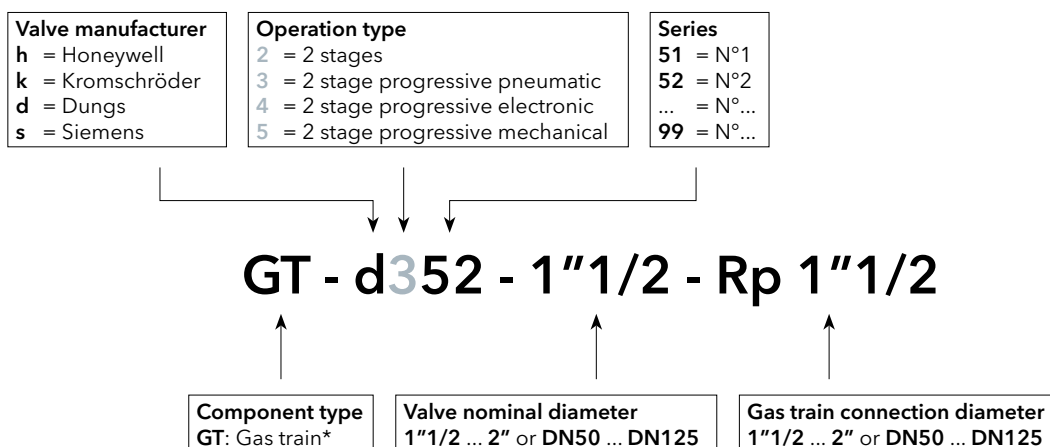 Valve manufacturer
h = Honeywell
k = Kromschröder
d = Dungs
s = Siemens
Operation type
2 = 2 stages
3 = 2 stage progressive pneumatic
4 = 2 stage progressive electronic
5 = 2 stage progressive mechanical
Series
51 = N°1
52 = N°2
... = N°...
99 = N°...
GT - d352 - 1"1/2 - Rp 1"1/2
Component type
GT: Gas train*
Valve nominal diameter
1"1/2 ... 2" or DN50 ... DN125
Gas train connection diameter
1"1/2 ... 2" or DN50 ... DN125